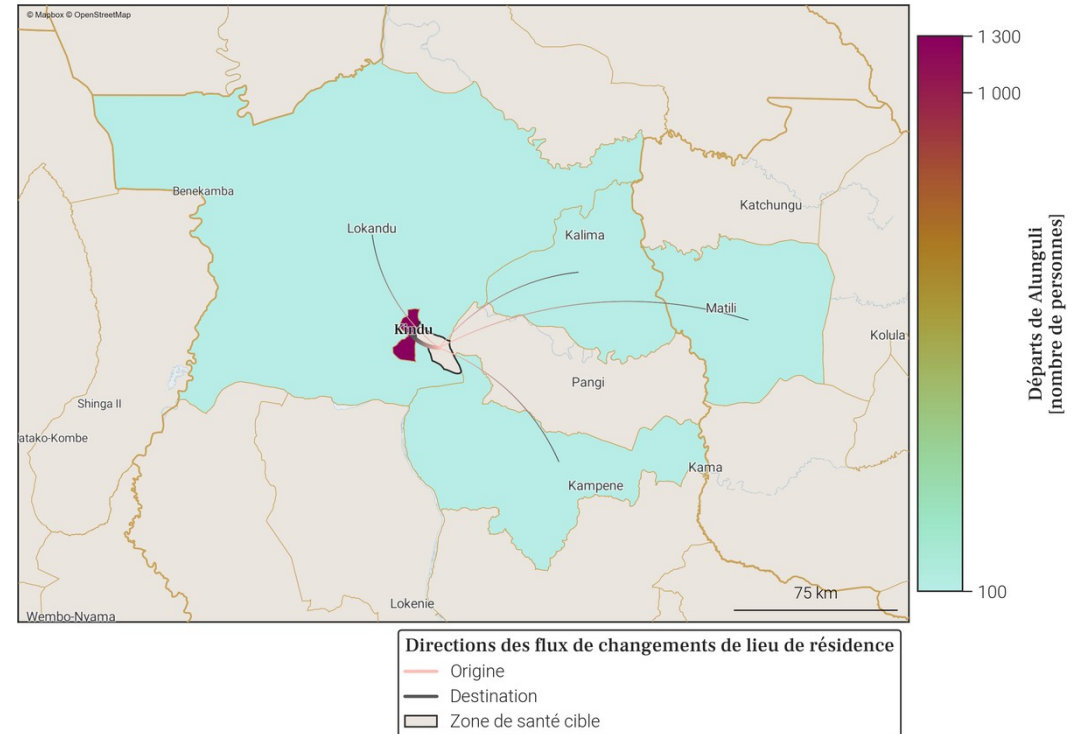 © Mapbox © OpenStreetMap
Benekamba
Lokandu
Kalima
Katchungu
Matili
Kindu
Kolula
Pangi
Shinga II
atako-Kombe
Kama
Kampene
Lokenie
Wembo-Nyama
75 km
1 300
1 000
100
Départs de Alunguli
[nombre de personnes]
Directions des flux de changements de lieu de résidence
Origine
Destination
Zone de santé cible